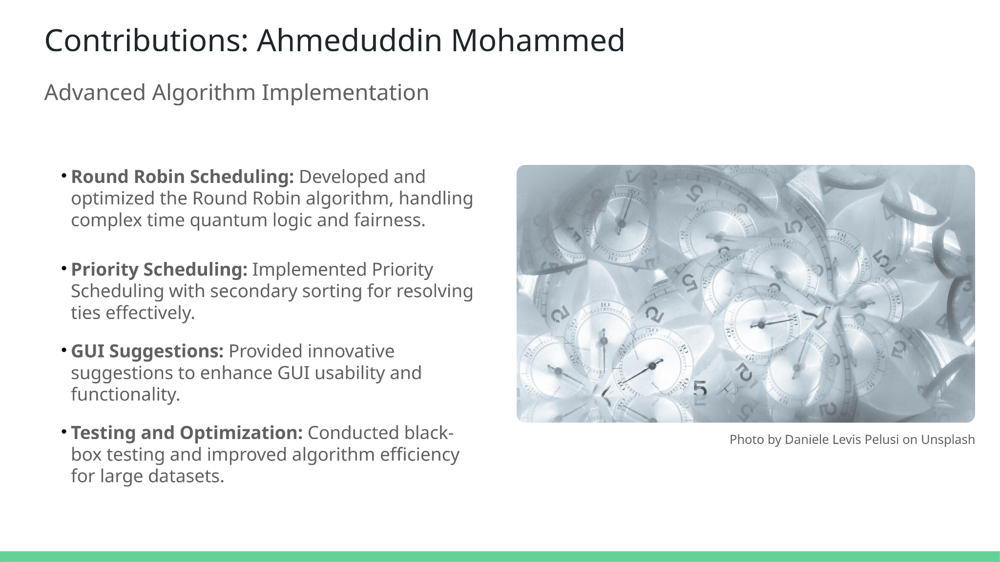 Contributions: Ahmeduddin Mohammed
Advanced Algorithm Implementation
• Round Robin Scheduling: Developed and
optimized the Round Robin algorithm, handling
complex time quantum logic and fairness.
• Priority Scheduling: Implemented Priority
Scheduling with secondary sorting for resolving
ties effectively.
• GUI Suggestions: Provided innovative
suggestions to enhance GUI usability and
functionality.
• Testing and Optimization: Conducted black-
box testing and improved algorithm efficiency
for large datasets.
Photo by Daniele Levis Pelusi on Unsplash